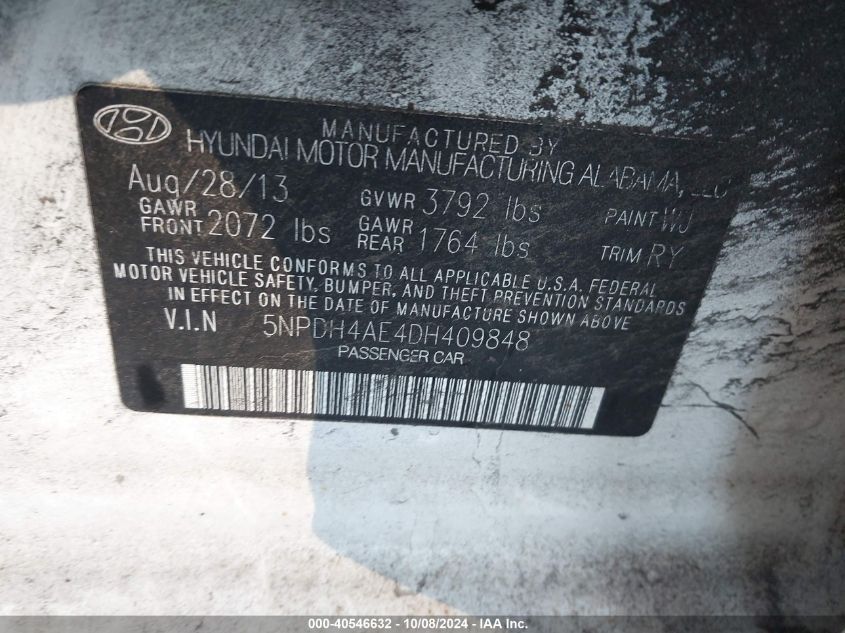 MANUFACTURED BY
HYUNDAI MOTOR MANUFACTURING ALABAMA, LLC
Aug/28/13 GVWR 3792 lbs PAINT WJ
GAWR FRONT 2072 lbs GAWR REAR 1764 lbs TRIM RY
THIS VEHICLE CONFORMS TO ALL APPLICABLE U.S.A. FEDERAL
MOTOR VEHICLE SAFETY, BUMPER, AND THEFT PREVENTION STANDARDS
IN EFFECT ON THE DATE OF MANUFACTURE SHOWN ABOVE
V.I.N 5NPDH4AE4DH409848
PASSENGER CAR
000-40546632 - 10/08/2024 - IAA Inc.